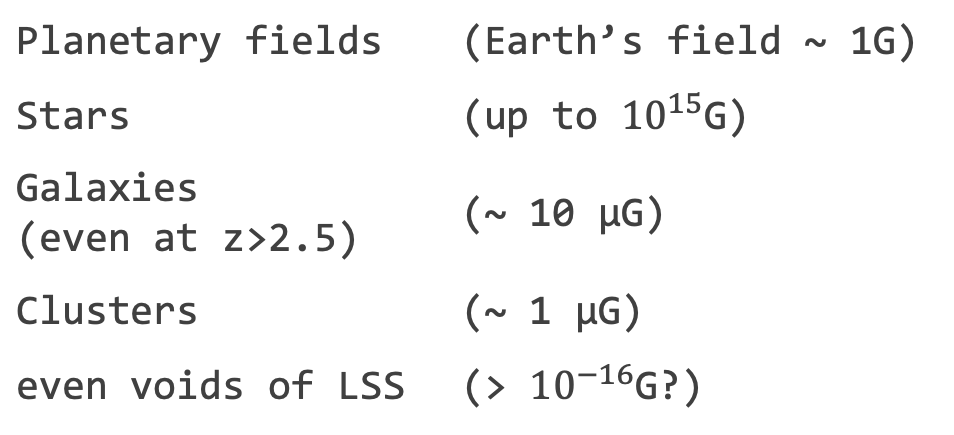 Planetary fields (Earth’s field ~ 1G)
Stars (up to 10¹⁵G)
Galaxies
(even at z>2.5) (~ 10 μG)
Clusters (~ 1 μG)
even voids of LSS (> 10⁻¹⁶G?)